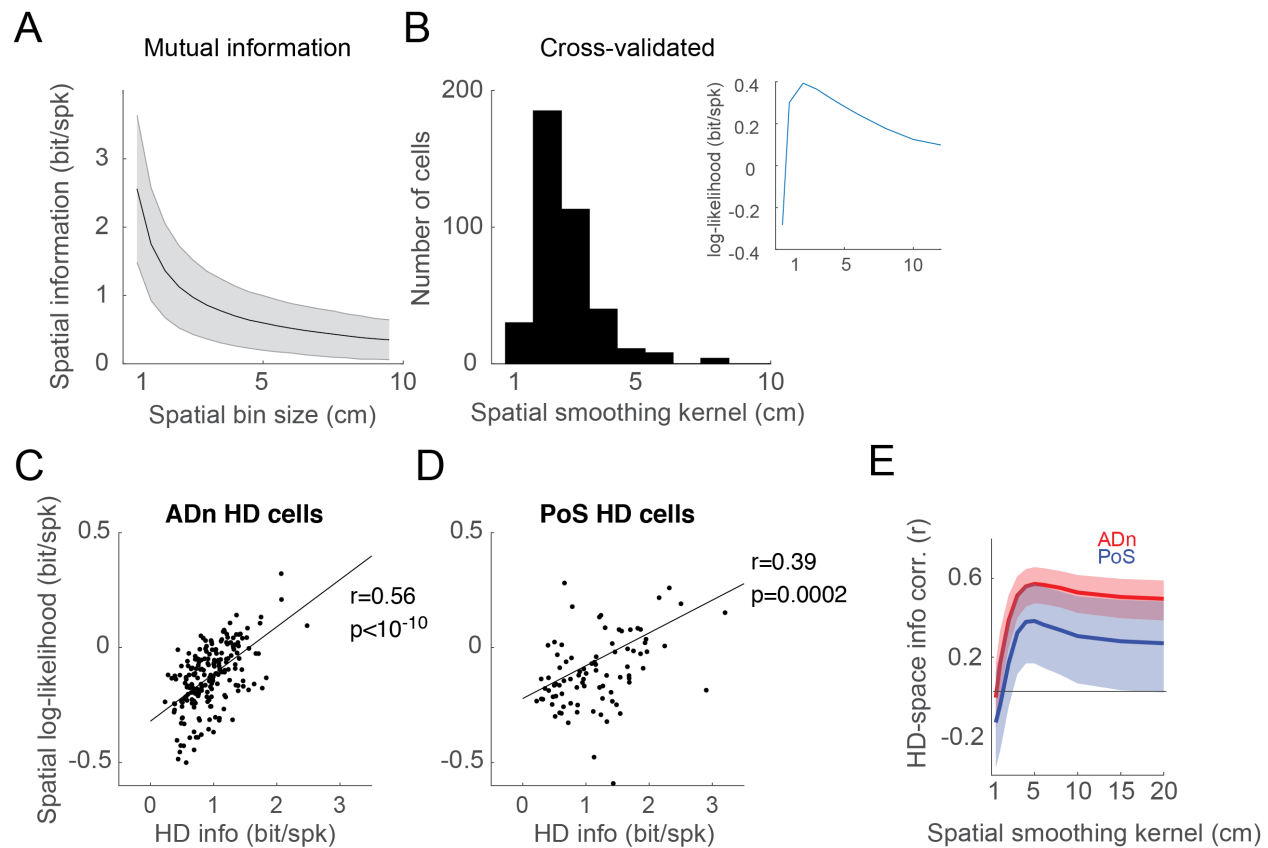 A
Mutual information
Spatial information (bit/spk)
3
2
1
0
1
5
10
Spatial bin size (cm)
B
Cross-validated
Number of cells
200
100
0
1
5
10
Spatial smoothing kernel (cm)
log-likelihood (bit/spk)
0.4
0.2
0
-0.2
-0.4
1
5
10
C
ADn HD cells
Spatial log-likelihood (bit/spk)
0.5
0
-0.5
r=0.56
p<10-10
0
1
2
3
HD info (bit/spk)
D
PoS HD cells
0.5
0
-0.5
r=0.39
p=0.0002
0
1
2
3
HD info (bit/spk)
E
ADn
PoS
HD-space info corr. (r)
0.6
0.2
-0.2
1
5
10
15
20
Spatial smoothing kernel (cm)